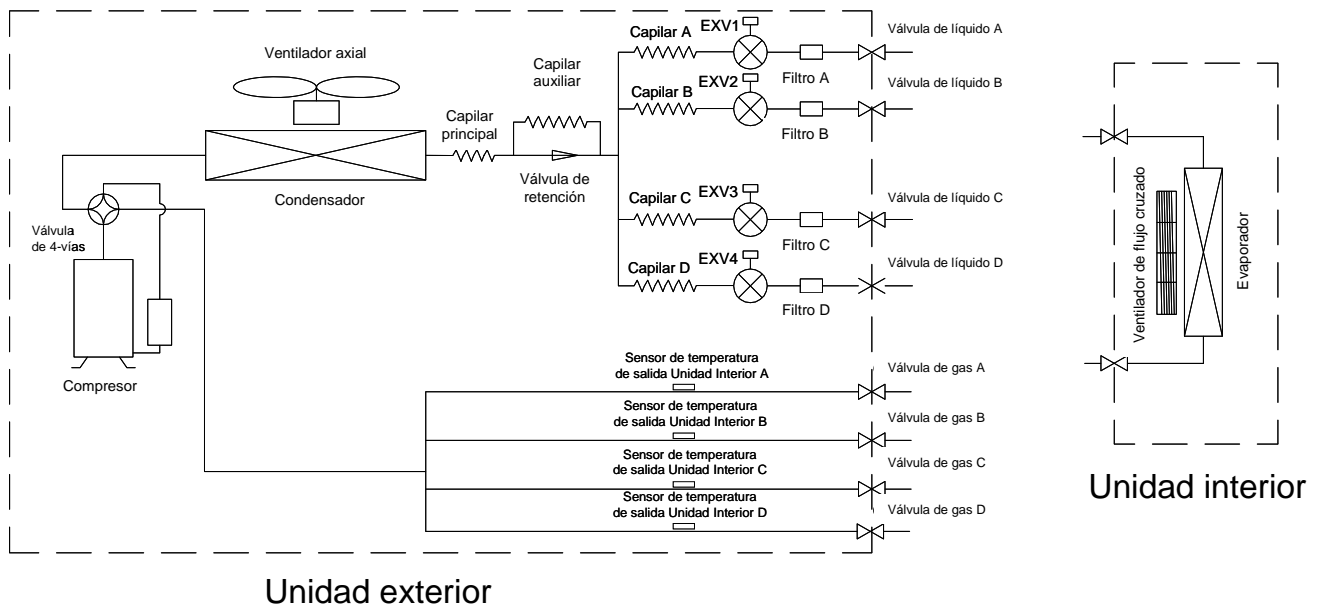 Ventilador axial
Condensador
Capilar
principal
Capilar
auxiliar
Válvula de
retención
Válvula
de 4-vías
Compresor
Capilar A
EXV1
Filtro A
Válvula de líquido A
Capilar B
EXV2
Filtro B
Válvula de líquido B
Capilar C
EXV3
Filtro C
Válvula de líquido C
Capilar D
EXV4
Filtro D
Válvula de líquido D
Sensor de temperatura
de salida Unidad Interior A
Válvula de gas A
Sensor de temperatura
de salida Unidad Interior B
Válvula de gas B
Sensor de temperatura
de salida Unidad Interior C
Válvula de gas C
Sensor de temperatura
de salida Unidad Interior D
Válvula de gas D
Unidad exterior
Ventilador de flujo cruzado
Evaporador
Unidad interior